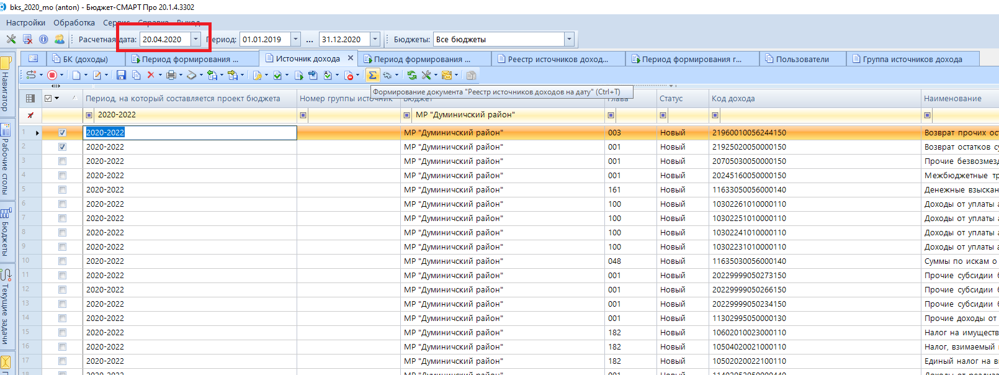 bks_2020_mo (anton) - Бюджет-СМАРт Про 20.1.4.3302
Настройки Обработка Сервис Справка Выход
Расчетная дата: 20.04.2020 Период: 01.01.2019 ... 31.12.2020 Бюджеты: Все бюджеты
БК (доходы) Период формирования ... Источник дохода Период формирования ... Реестр источников доход... Период формирования г... Пользователи Группа источников дохода
Формирование документа "Реестр источников доходов на дату" (Ctrl+T)
Период, на который составляется проект бюджета Номер группы источник Бюджет Глава Статус Код дохода Наименование
2020-2022 МР "Думиничский район"
1 2020-2022 МР "Думиничский район" 003 Новый 21960010056244150 Возврат прочих ост
2 2020-2022 МР "Думиничский район" 001 Новый 21925020050000150 Возврат остатков су
3 2020-2022 МР "Думиничский район" 001 Новый 20705030050000150 Прочие безвозмезд
4 2020-2022 МР "Думиничский район" 001 Новый 20245160050000150 Межбюджетные тр
5 2020-2022 МР "Думиничский район" 161 Новый 11633050056000140 Денежные взыскан
6 2020-2022 МР "Думиничский район" 100 Новый 10302261010000110 Доходы от уплаты а
7 2020-2022 МР "Думиничский район" 100 Новый 10302251010000110 Доходы от уплаты а
8 2020-2022 МР "Думиничский район" 100 Новый 10302241010000110 Доходы от уплаты а
9 2020-2022 МР "Думиничский район" 100 Новый 10302231010000110 Доходы от уплаты а
10 2020-2022 МР "Думиничский район" 048 Новый 11635030056000140 Суммы по искам о
11 2020-2022 МР "Думиничский район" 001 Новый 20229999050273150 Прочие субсидии б
12 2020-2022 МР "Думиничский район" 001 Новый 20229999050266150 Прочие субсидии б
13 2020-2022 МР "Думиничский район" 001 Новый 20229999050234150 Прочие субсидии б
14 2020-2022 МР "Думиничский район" 001 Новый 11302995050000130 Прочие доходы от
15 2020-2022 МР "Думиничский район" 182 Новый 10602010023000110 Налог на имуществ
16 2020-2022 МР "Думиничский район" 182 Новый 10504020021000110 Налог, взимаемый
17 2020-2022 МР "Думиничский район" 182 Новый 10502020022100110 Единый налог на в
Навигатор
Рабочие столы
Бюджеты
Текущие задачи